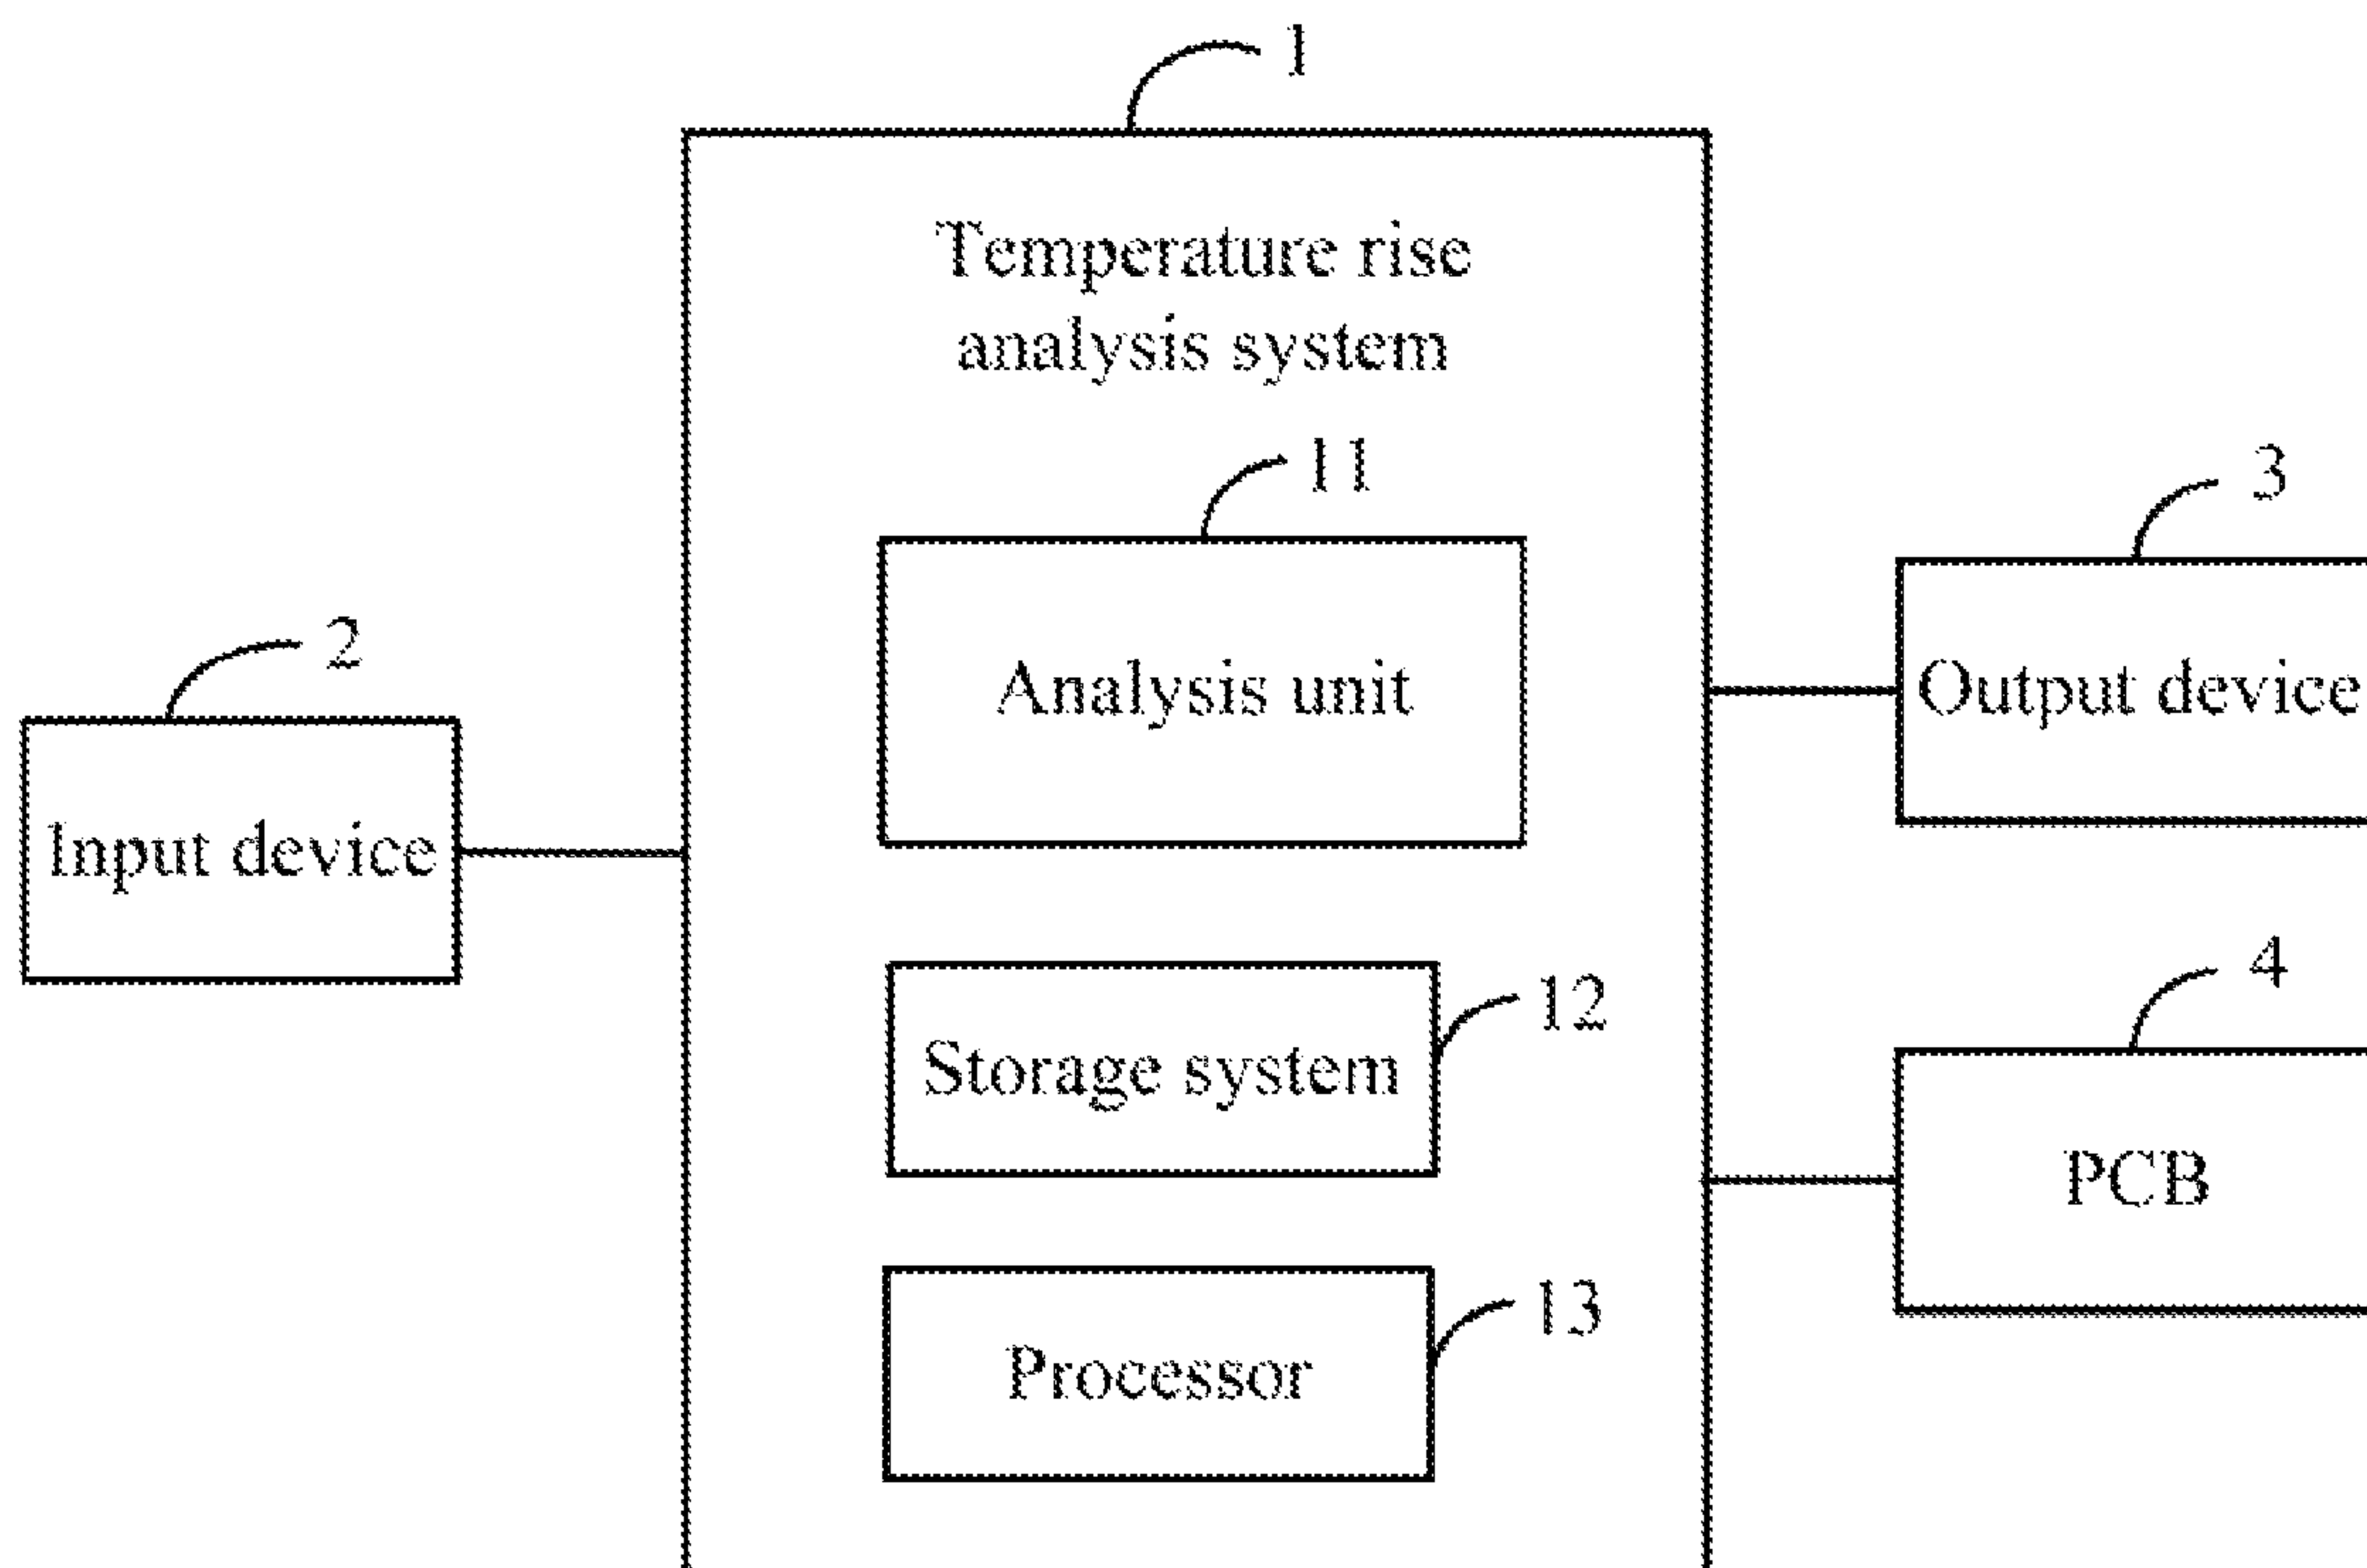 1
Temperature rise
analysis system
11
Analysis unit
2
Input device
3
Output device
12
Storage system
4
PCB
13
Processor